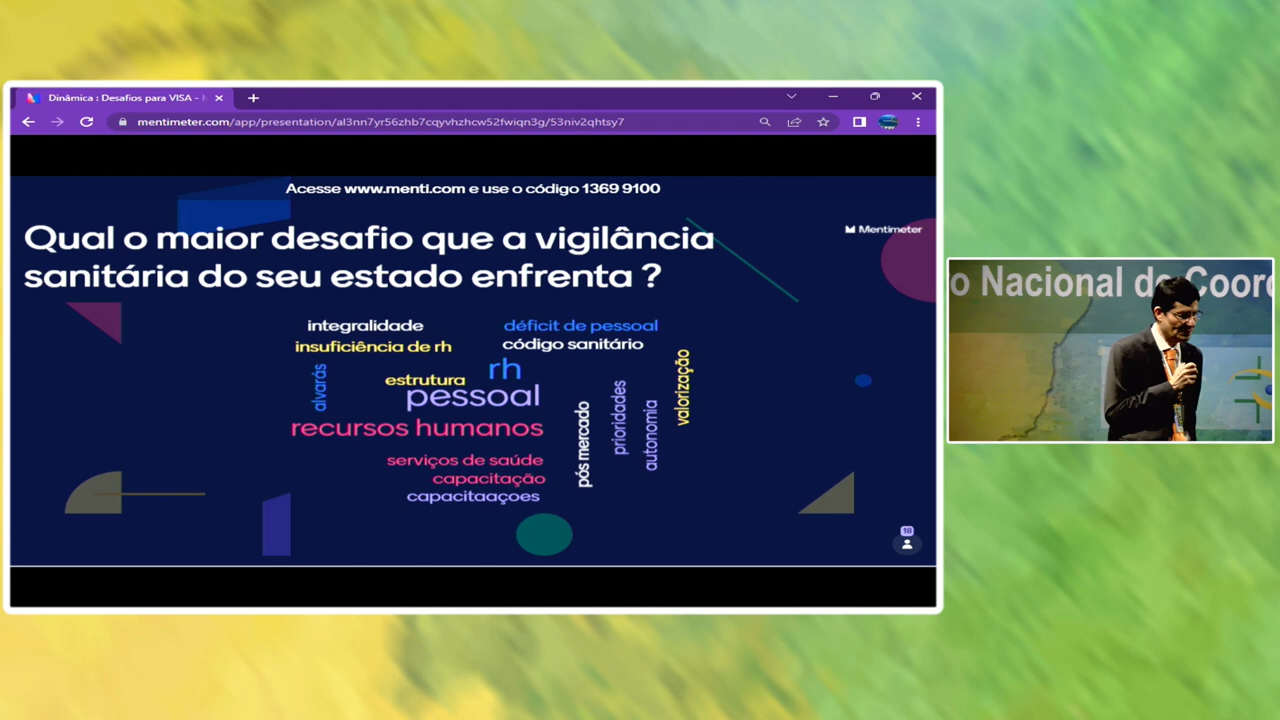 Dinâmica : Desafios para VISA -
mentimeter.com/app/presentation/al3nn7yr56zhb7cqyvhzhcw52fwiqn3g/53niv2qhtsy7
Acesse www.menti.com e use o código 1369 9100
Qual o maior desafio que a vigilância
sanitária do seu estado enfrenta ?
Mentimeter
integralidade
déficit de pessoal
insuficiência de rh
código sanitário
alvarás
estrutura
rh
pessoal
recursos humanos
serviços de saúde
capacitação
capacitaaçoes
pós mercado
prioridades
autonomia
valorização
18
o Nacional de Coord